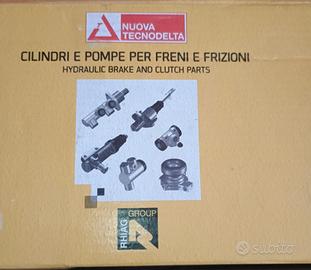 NUOVA
TECNODELTA
CILINDRI E POMPE PER FRENI E FRIZIONI
HYDRAULIC BRAKE AND CLUTCH PARTS
RHIAG
GROUP
subito